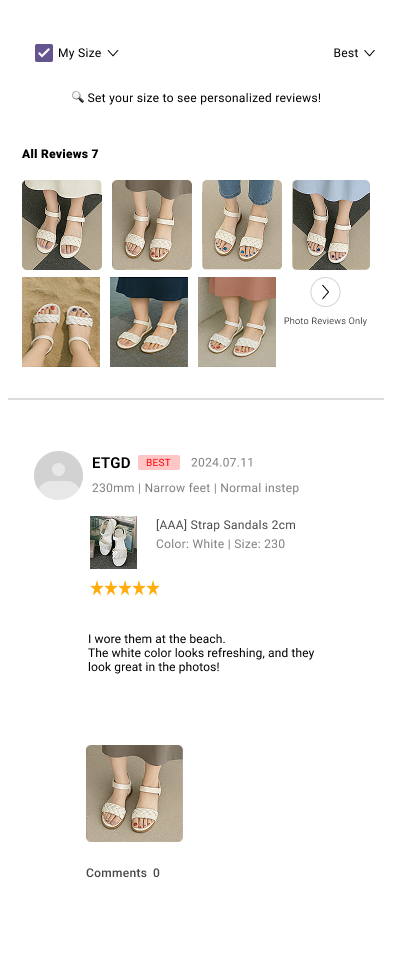 My Size
Best
Set your size to see personalized reviews!
All Reviews 7
Photo Reviews Only
ETGD BEST 2024.07.11
230mm | Narrow feet | Normal instep
[AAA] Strap Sandals 2cm
Color: White | Size: 230
I wore them at the beach.
The white color looks refreshing, and they
look great in the photos!
Comments 0